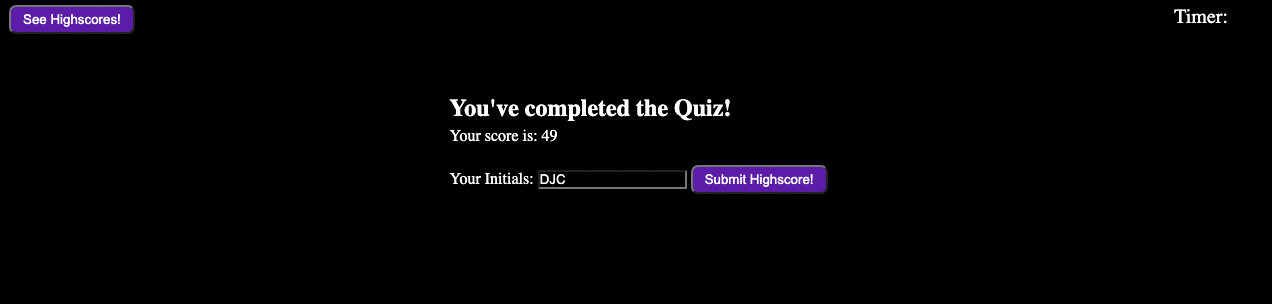 See Highscores!
Timer:
You've completed the Quiz!
Your score is: 49
Your Initials: DJC Submit Highscore!